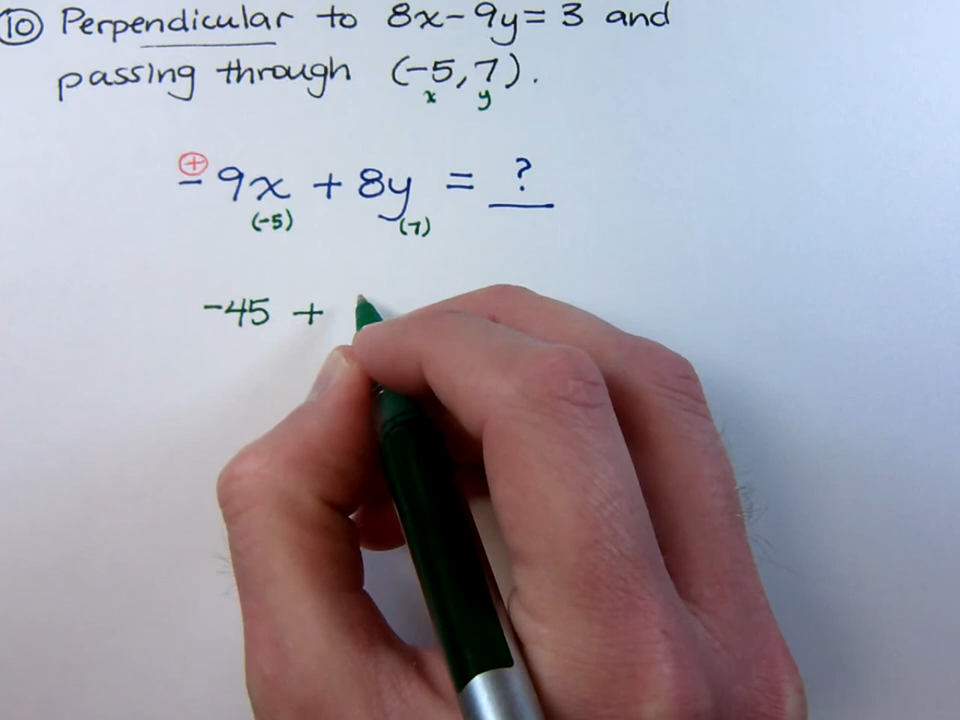 ⑩ Perpendicular to 8x - 9y = 3 and
passing through (-5, 7).
x y
⊕
- 9x + 8y = ?
(-5) (7)
-45 +